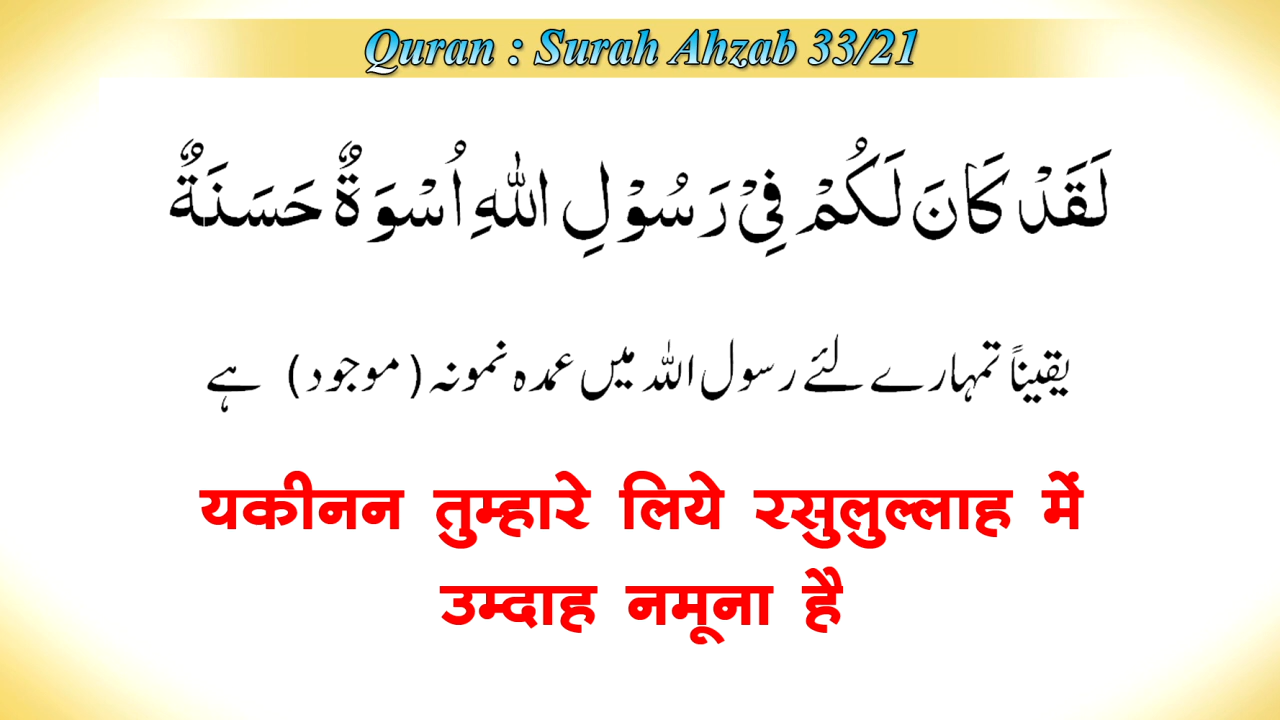 Quran : Surah Ahzab 33/21
لَقَدْ كَانَ لَكُمْ فِيْ رَسُوْلِ اللّٰهِ اُسْوَةٌ حَسَنَةٌ
یقیناً تمہارے لئے رسول اللہ میں عمدہ نمونہ (موجود) ہے
यकीनन तुम्हारे लिये रसुलुल्लाह में
उम्दाह नमूना है